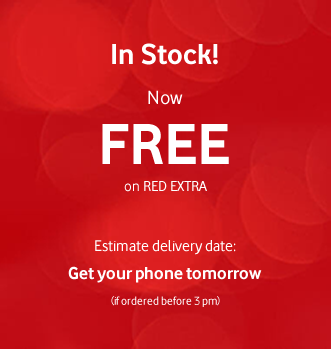 In Stock!
Now
FREE
on RED EXTRA
Estimate delivery date:
Get your phone tomorrow
(if ordered before 3 pm)